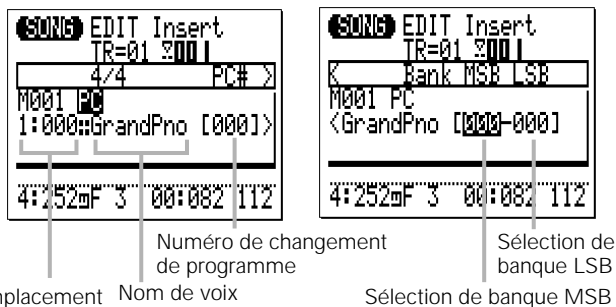 SONG EDIT Insert
TR=01
4/4 PC# >
M001 PC
1:000::GrandPno [000]>
4:252 F 3 00:082 112
Numéro de changement
de programme
mplacement
Nom de voix
SONG EDIT Insert
TR=01
< Bank MSB LSB
M001 PC
<GrandPno [000-000]
4:252 F 3 00:082 112
Sélection de
banque LSB
Sélection de banque MSB